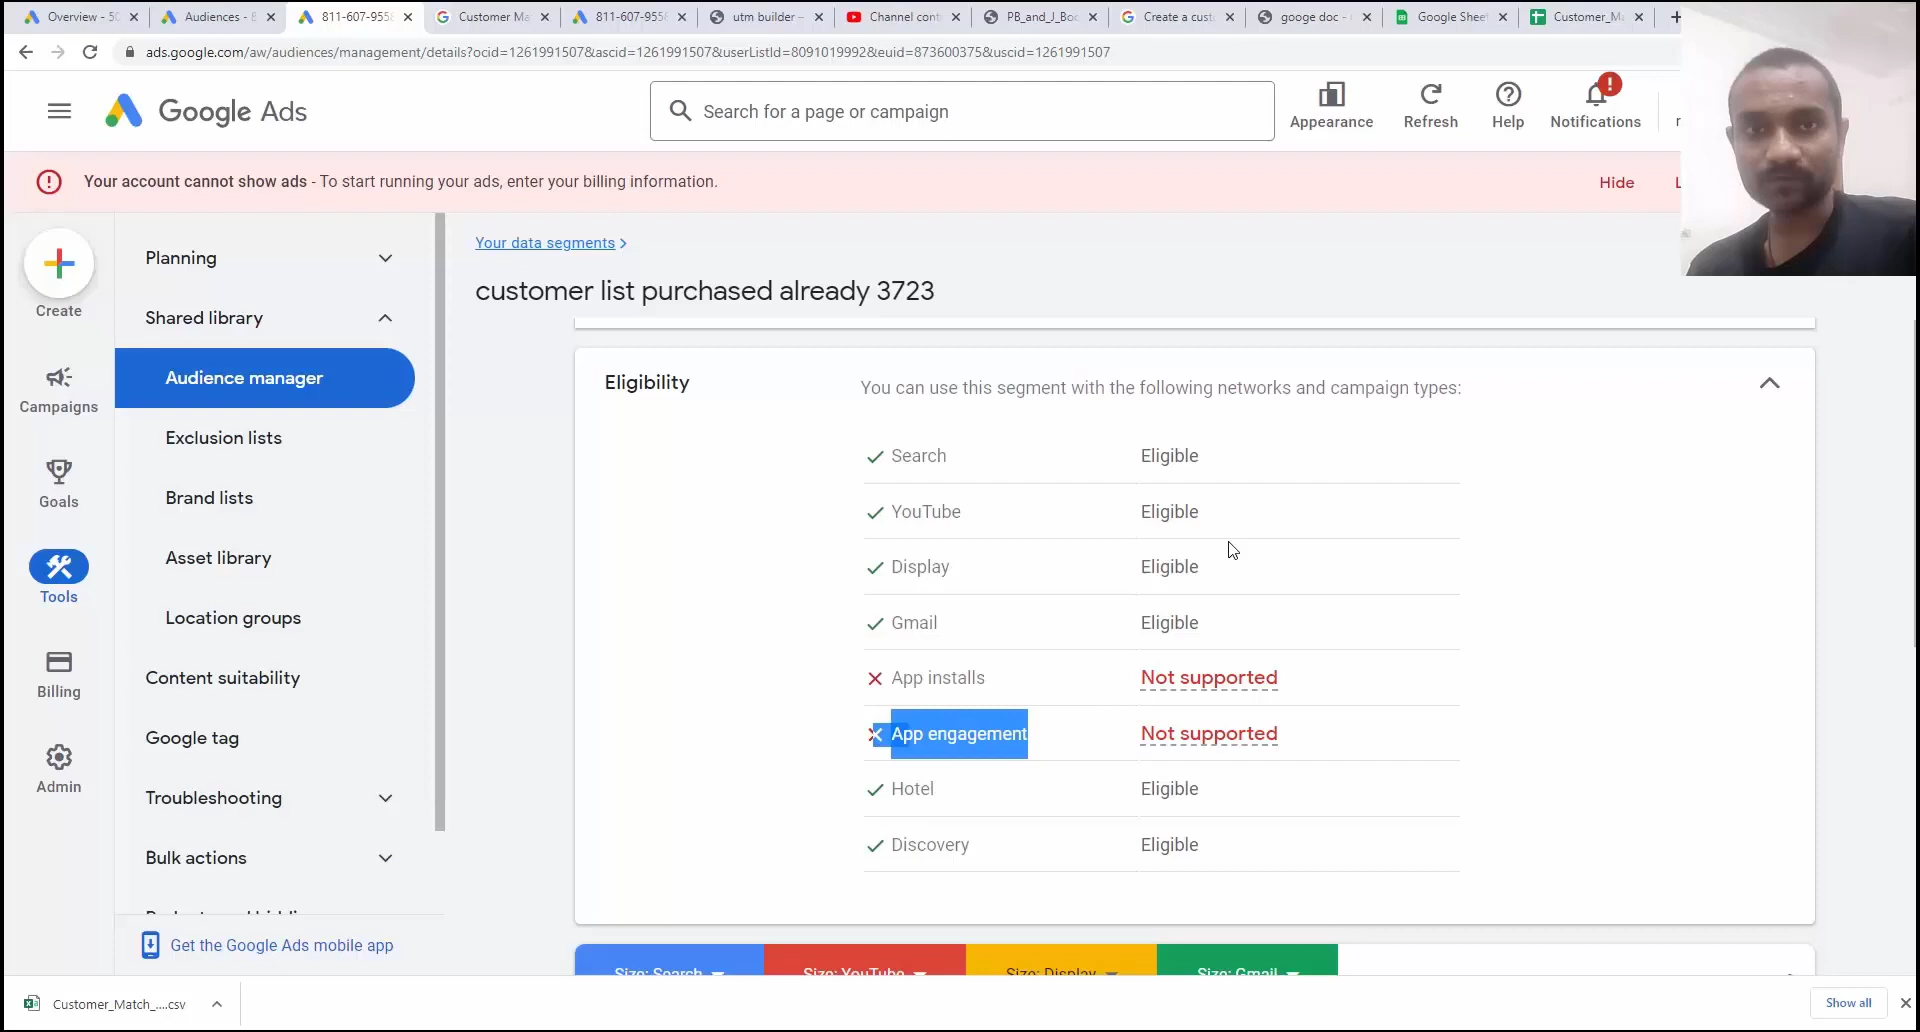 Overview - 50
Audiences - 8
811-607-9558
Customer Ma
811-607-9558
utm builder –
Channel cont
PB_and_J_Boo
Create a cust
googe doc -
Google Sheet
Customer_M
ads.google.com/aw/audiences/management/details?ocid=1261991507&ascid=1261991507&userListId=8091019992&euid=873600375&uscid=1261991507
Google Ads
Search for a page or campaign
Appearance
Refresh
Help
Notifications
Your account cannot show ads - To start running your ads, enter your billing information.
Hide
Create
Campaigns
Goals
Tools
Billing
Admin
Planning
Shared library
Audience manager
Exclusion lists
Brand lists
Asset library
Location groups
Content suitability
Google tag
Troubleshooting
Bulk actions
Get the Google Ads mobile app
Your data segments
customer list purchased already 3723
Eligibility
You can use this segment with the following networks and campaign types:
Search Eligible
YouTube Eligible
Display Eligible
Gmail Eligible
App installs Not supported
App engagement Not supported
Hotel Eligible
Discovery Eligible
Size: Search
Size: YouTube
Size: Display
Size: Gmail
Customer_Match_....csv
Show all